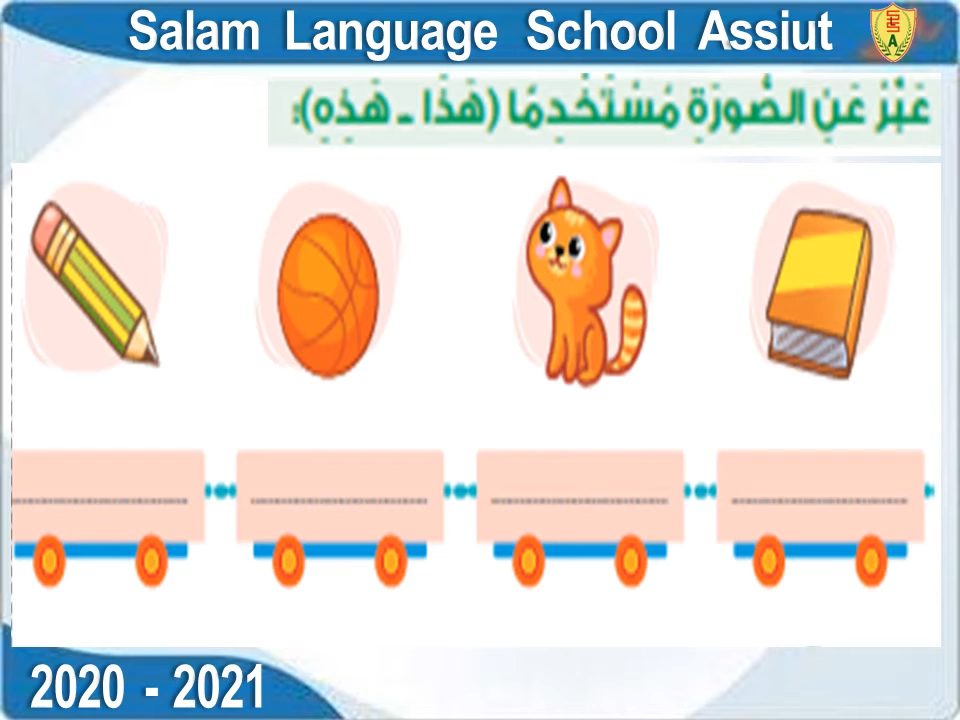 Salam Language School Assiut
عَبِّرْ عَنِ الصُّورَةِ مُسْتَخْدِمًا (هَذَا - هَذِهِ):
2020 - 2021